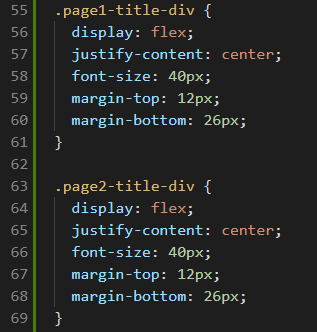 55 .page1-title-div {
56   display: flex;
57   justify-content: center;
58   font-size: 40px;
59   margin-top: 12px;
60   margin-bottom: 26px;
61 }
62
63 .page2-title-div {
64   display: flex;
65   justify-content: center;
66   font-size: 40px;
67   margin-top: 12px;
68   margin-bottom: 26px;
69 }